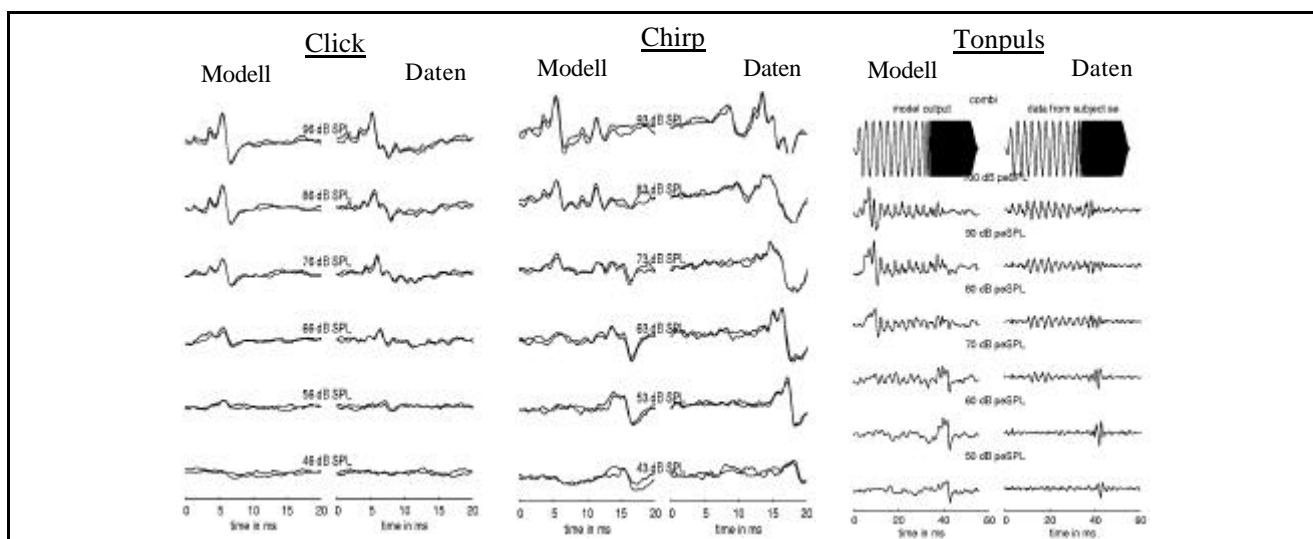 Click
Modell Daten
96 dB SPL
86 dB SPL
76 dB SPL
66 dB SPL
56 dB SPL
46 dB SPL
0 5 10 15 20 0 5 10 15 20
time in ms time in ms
Chirp
Modell Daten
93 dB SPL
83 dB SPL
73 dB SPL
63 dB SPL
53 dB SPL
43 dB SPL
0 5 10 15 20 0 5 10 15 20
time in ms time in ms
Tonpuls
Modell Daten
combi
model output data from subject se
100 dB peSPL
90 dB peSPL
80 dB peSPL
70 dB peSPL
60 dB peSPL
50 dB peSPL
0 20 40 60 0 20 40 60
time in ms time in ms